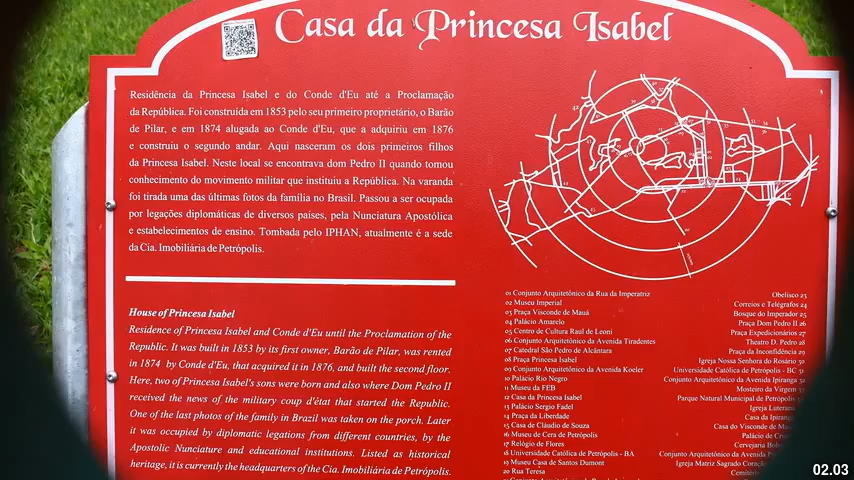 Casa da Princesa Isabel
Residência da Princesa Isabel e do Conde d'Eu até a Proclamação
da República. Foi construída em 1853 pelo seu primeiro proprietário, o Barão
de Pilar, e em 1874 alugada ao Conde d'Eu, que a adquiriu em 1876
e construiu o segundo andar. Aqui nasceram os dois primeiros filhos
da Princesa Isabel. Neste local se encontrava dom Pedro II quando tomou
conhecimento do movimento militar que instituiu a República. Na varanda
foi tirada uma das últimas fotos da família no Brasil. Passou a ser ocupada
por legações diplomáticas de diversos países, pela Nunciatura Apostólica
e estabelecimentos de ensino. Tombada pelo IPHAN, atualmente é a sede
da Cia. Imobiliária de Petrópolis.
House of Princesa Isabel
Residence of Princesa Isabel and Conde d'Eu until the Proclamation of the
Republic. It was built in 1853 by its first owner, Barão de Pilar, was rented
in 1874 by Conde d'Eu, that acquired it in 1876, and built the second floor.
Here, two of Princesa Isabel's sons were born and also where Dom Pedro II
received the news of the military coup d'état that started the Republic.
One of the last photos of the family in Brazil was taken on the porch. Later
it was occupied by diplomatic legations from different countries, by the
Apostolic Nunciature and educational institutions. Listed as historical
heritage, it is currently the headquarters of the Cia. Imobiliária de Petrópolis.
01 Conjunto Arquitetônico da Rua da Imperatriz
02 Museu Imperial
03 Praça Visconde de Mauá
04 Palácio Amarelo
05 Centro de Cultura Raul de Leoni
06 Conjunto Arquitetônico da Avenida Tiradentes
07 Catedral São Pedro de Alcântara
08 Praça Princesa Isabel
09 Conjunto Arquitetônico da Avenida Koeler
10 Palácio Rio Negro
11 Museu da FEB
12 Casa da Princesa Isabel
13 Palácio Sergio Fadel
14 Praça da Liberdade
15 Casa de Cláudio de Souza
16 Museu de Cera de Petrópolis
17 Relógio de Flores
18 Universidade Católica de Petrópolis - BA
19 Museu Casa de Santos Dumont
20 Rua Teresa
Obelisco 23
Correios e Telégrafos 24
Bosque do Imperador 25
Praça Dom Pedro II 26
Praça Expedicionários 27
Theatro D. Pedro 28
Praça da Inconfidência 29
Igreja Nossa Senhora do Rosário 30
Universidade Católica de Petrópolis - BC 31
Conjunto Arquitetônico da Avenida Ipiranga 32
Mosteiro da Virgem
Parque Natural Municipal de
Igreja Luterana
Casa da
Casa do Visconde de
Palácio de
Cervejaria
Conjunto Arquitetônico da Avenida
Igreja Matriz Sagrado
02.03